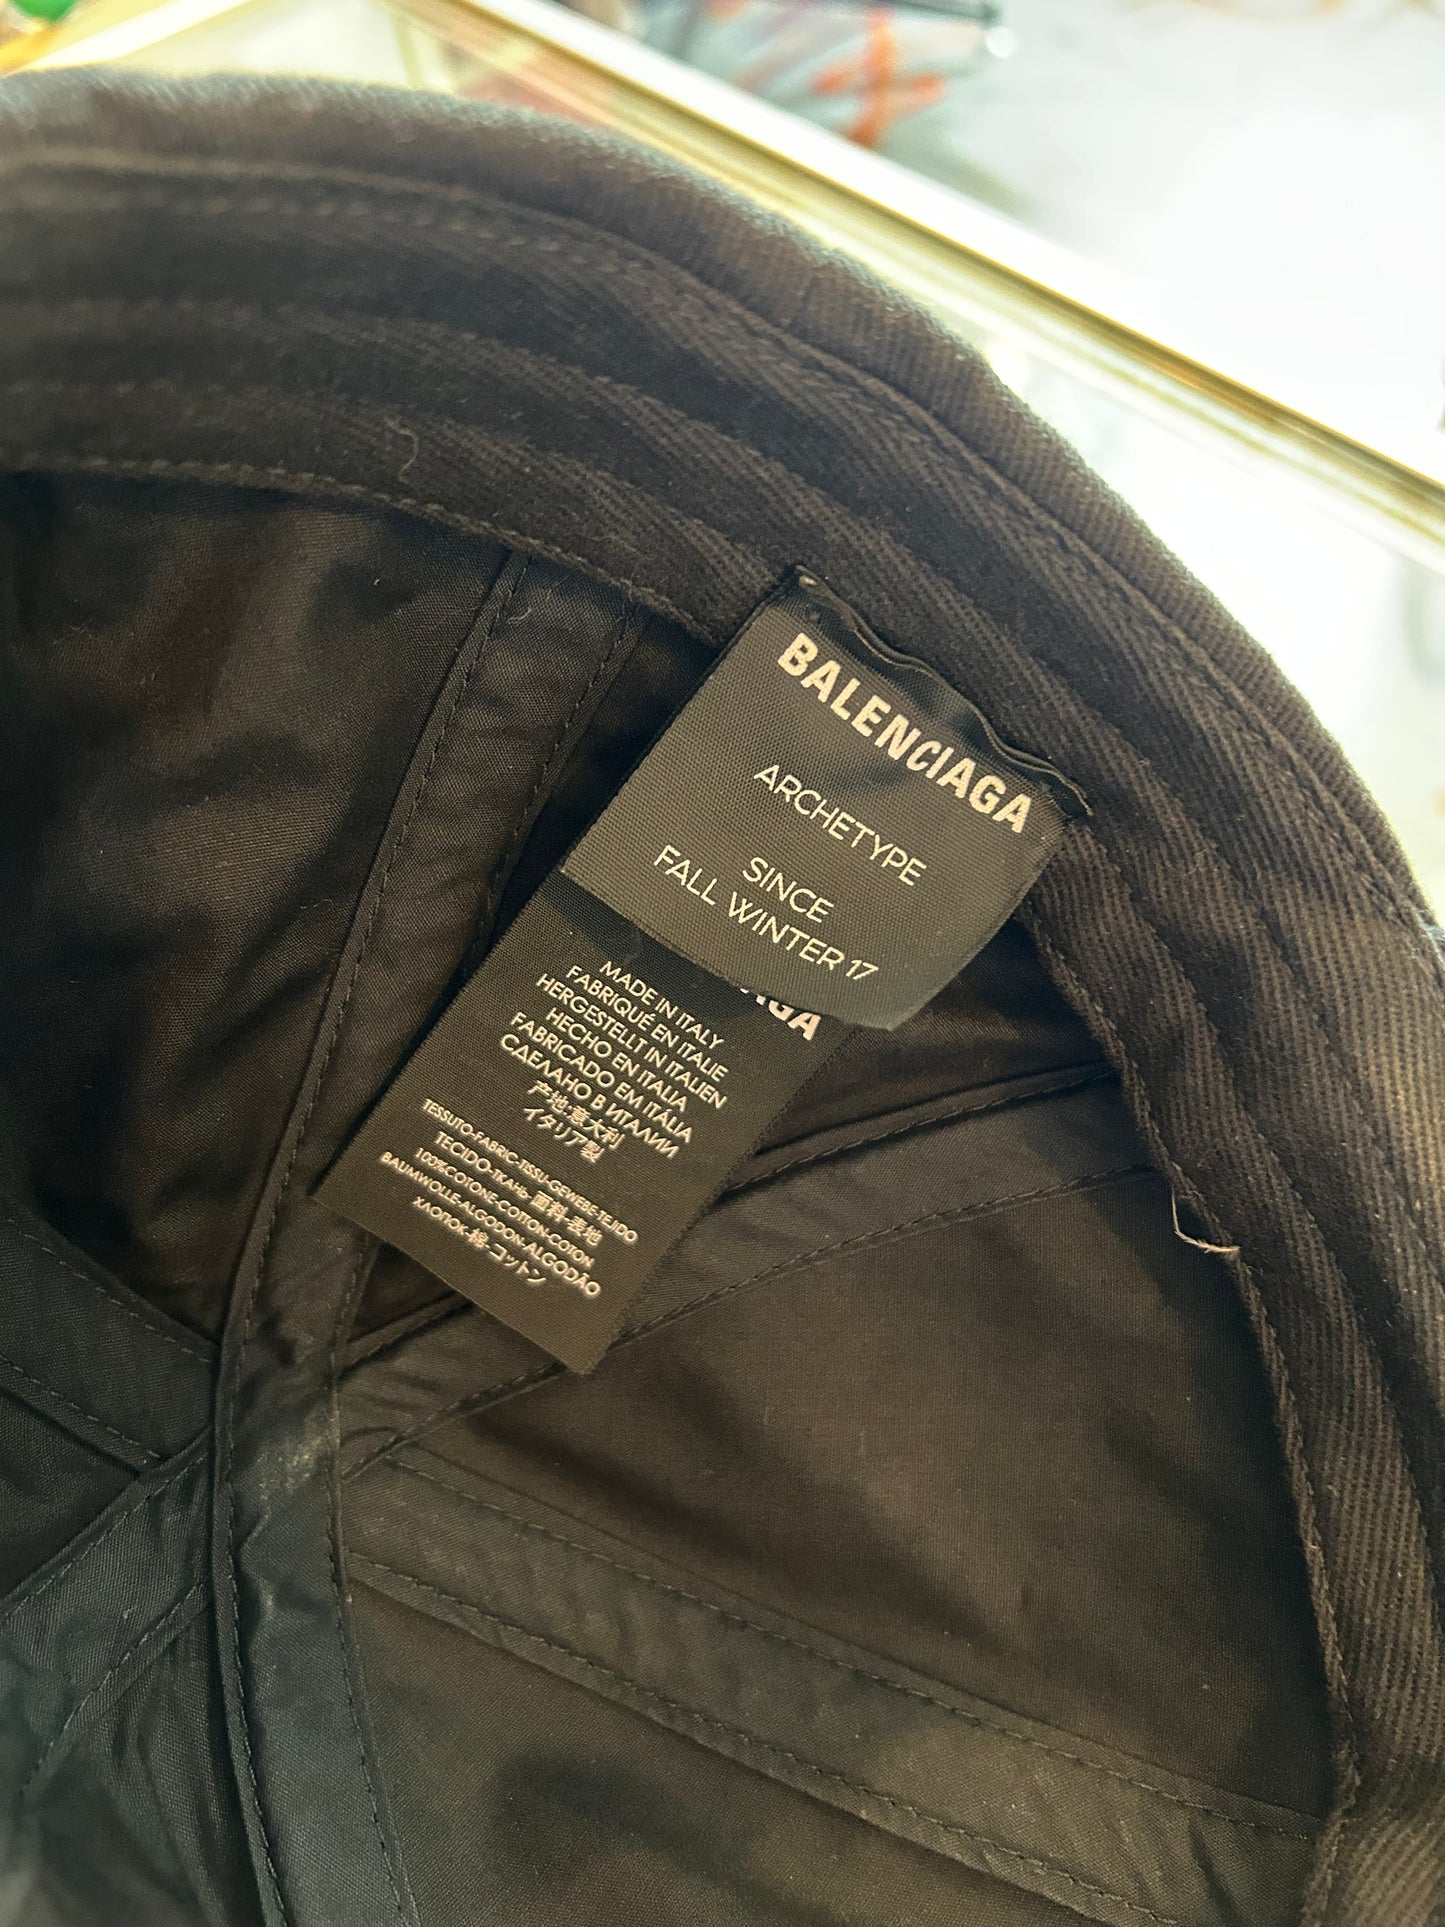 BALENCIAGA
ARCHETYPE
SINCE
FALL WINTER 17
MADE IN ITALY
FABRIQUÉ EN ITALIE
HERGESTELLT IN ITALIEN
HECHO EN ITALIA
FABRICADO EM ITÁLIA
СДЕЛАНО В ИТАЛИИ
产地:意大利
イタリア製
TESSUTO-FABRIC-TISSU-GEWEBE-TEJIDO
TECIDO-ТКАНЬ-面料-表地
100%COTONE-COTTON-COTON
BAUMWOLLE-ALGODON-ALGODÃO
ХЛОПОК-棉-コットン